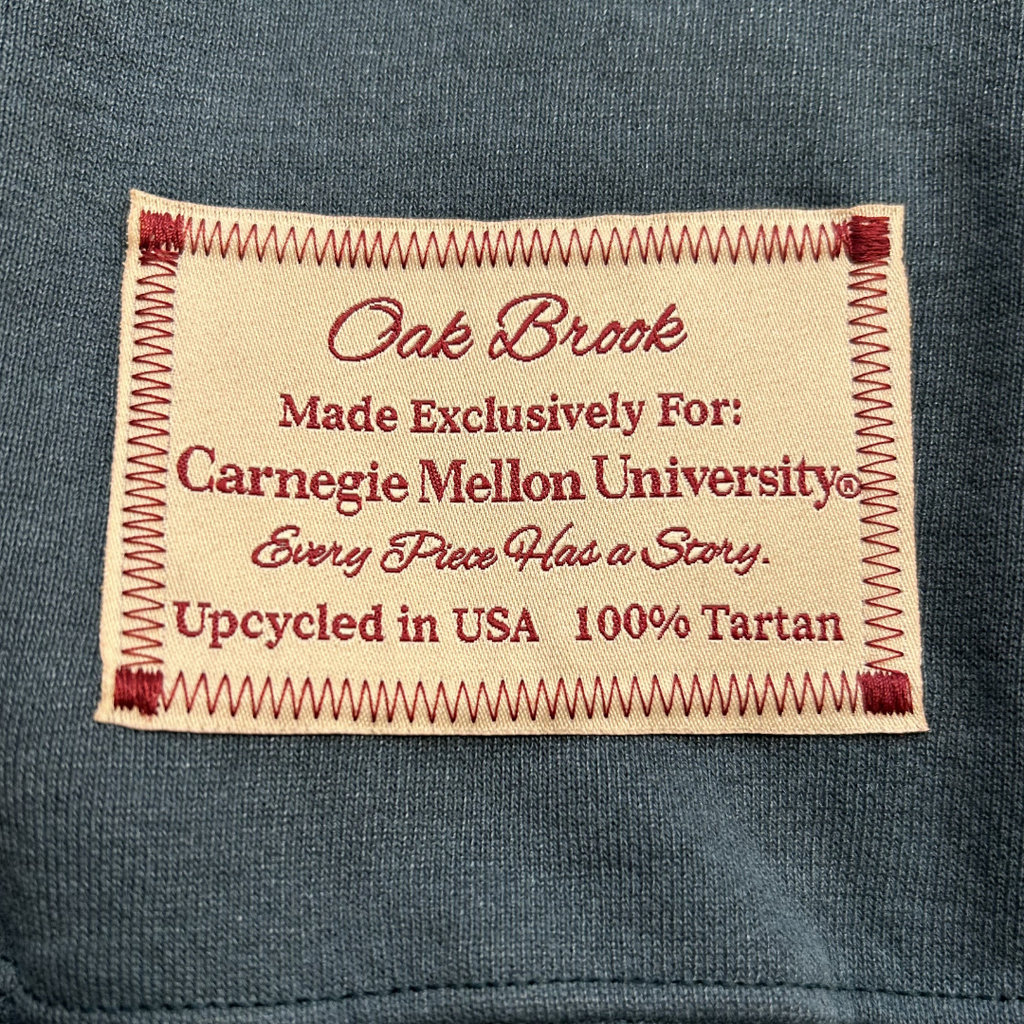 Oak Brook
Made Exclusively For:
Carnegie Mellon University®
Every Piece Has a Story.
Upcycled in USA 100% Tartan